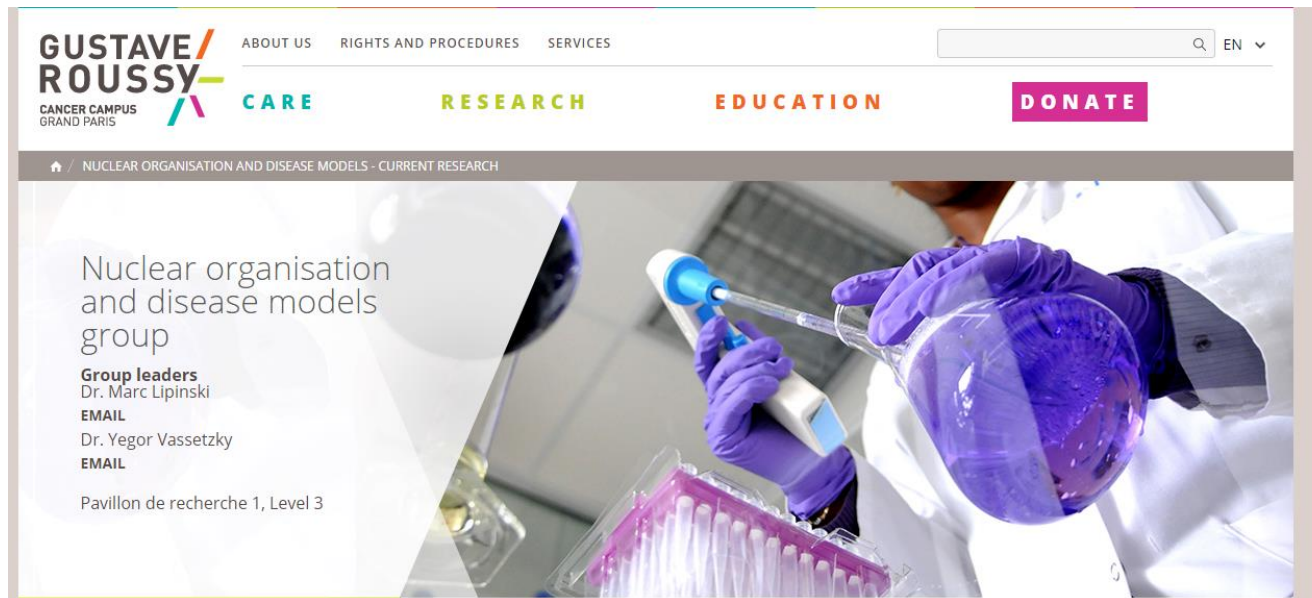 GUSTAVE/
ROUSSY
CANCER CAMPUS
GRAND PARIS
ABOUT US RIGHTS AND PROCEDURES SERVICES
EN
CARE RESEARCH EDUCATION DONATE
/ NUCLEAR ORGANISATION AND DISEASE MODELS - CURRENT RESEARCH
Nuclear organisation
and disease models
group
Group leaders
Dr. Marc Lipinski
EMAIL
Dr. Yegor Vassetzky
EMAIL
Pavillon de recherche 1, Level 3